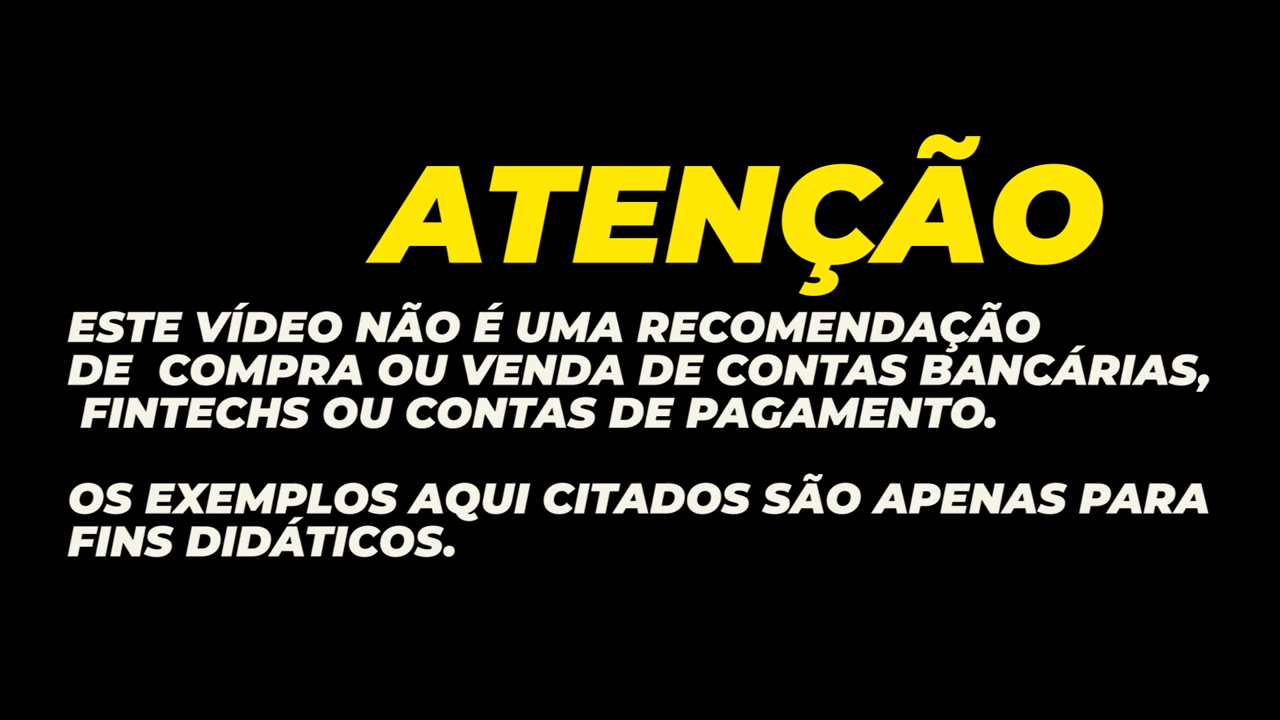 ATENÇÃO
ESTE VÍDEO NÃO É UMA RECOMENDAÇÃO
DE COMPRA OU VENDA DE CONTAS BANCÁRIAS,
FINTECHS OU CONTAS DE PAGAMENTO.
OS EXEMPLOS AQUI CITADOS SÃO APENAS PARA
FINS DIDÁTICOS.